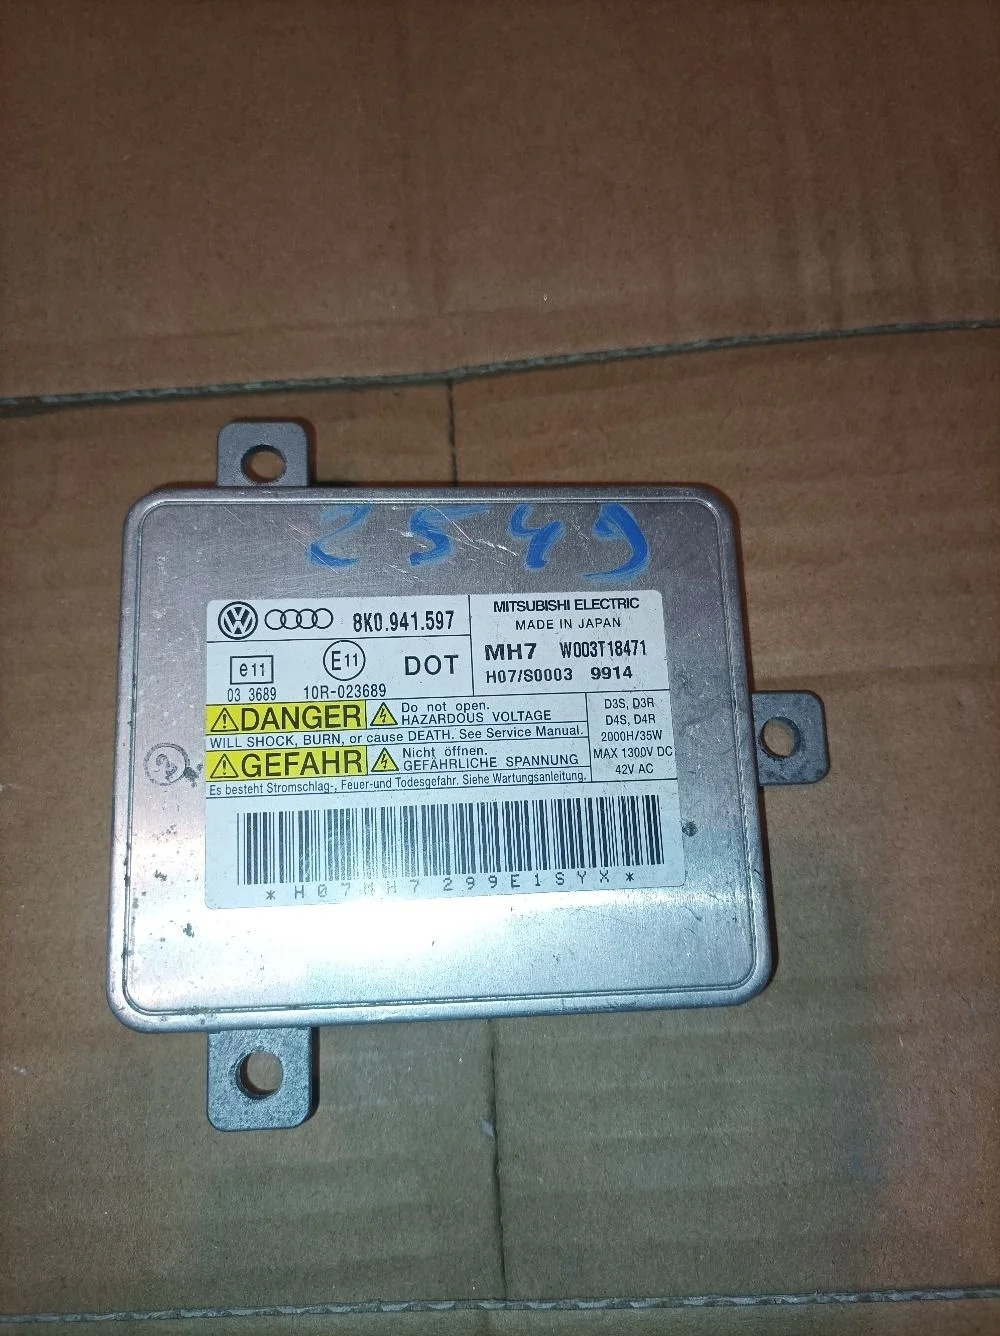 2549
8K0.941.597
MITSUBISHI ELECTRIC
MADE IN JAPAN
MH7 W003T18471
H07/S0003 9914
e11
03 3689
E11
10R-023689
DOT
DANGER
Do not open.
HAZARDOUS VOLTAGE
WILL SHOCK, BURN, or cause DEATH. See Service Manual.
GEFAHR
Nicht öffnen.
GEFÄHRLICHE SPANNUNG
Es besteht Stromschlag-, Feuer-und Todesgefahr. Siehe Wartungsanleitung.
D3S, D3R
D4S, D4R
2000H/35W
MAX 1300V DC
42V AC
2
*H07MH7299E1SYX*